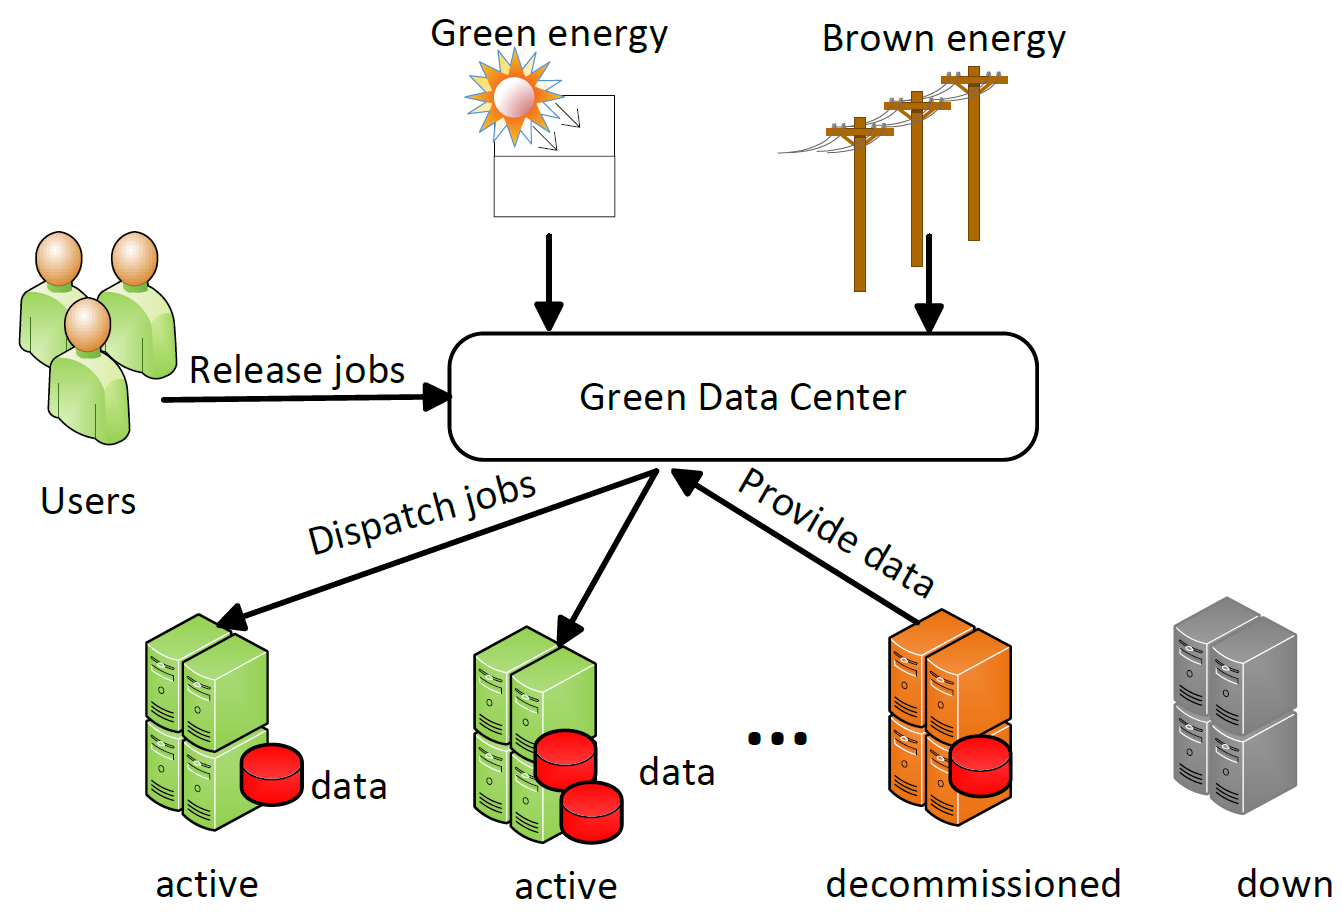 Green energy
Brown energy
Release jobs
Green Data Center
Users
Dispatch jobs
Provide data
...
data
data
active
active
decommissioned
down